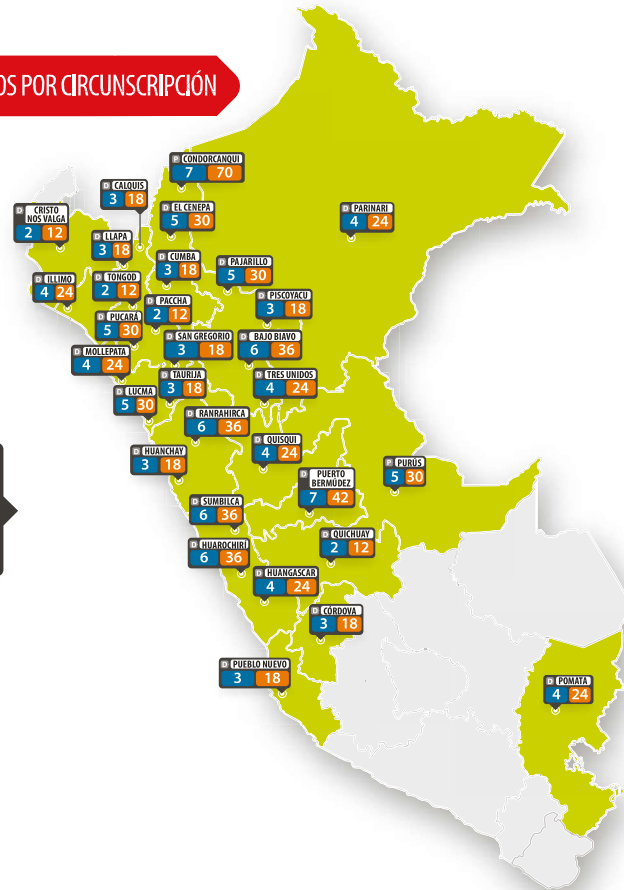 OS POR CIRCUNSCRIPCIÓN
P CONDORCANQUI
7 70
D CALQUIS
3 18
D CRISTO
NOS VALGA
2 12
D EL CENEPA
5 30
D PARINARI
4 24
D LLAPA
3 18
D CUMBA
3 18
D PAJARILLO
5 30
D ILLIMO
4 24
D TONGOD
2 12
D PISCOYACU
3 18
D PACCHA
2 12
D PUCARÁ
5 30
D SAN GREGORIO
3 18
D BAJO BIAVO
6 36
D MOLLEPATA
4 24
D TAURIJA
3 18
D TRES UNIDOS
4 24
D LUCMA
5 30
D RANRAHIRCA
6 36
D QUISQUI
4 24
D HUANCHAY
3 18
D PUERTO
BERMÚDEZ
7 42
P PURÚS
5 30
D SUMBILCA
6 36
D QUICHUAY
2 12
D HUAROCHIRI
6 36
D HUANGASCAR
4 24
D CÓRDOVA
3 18
D PUEBLO NUEVO
3 18
D POMATA
4 24